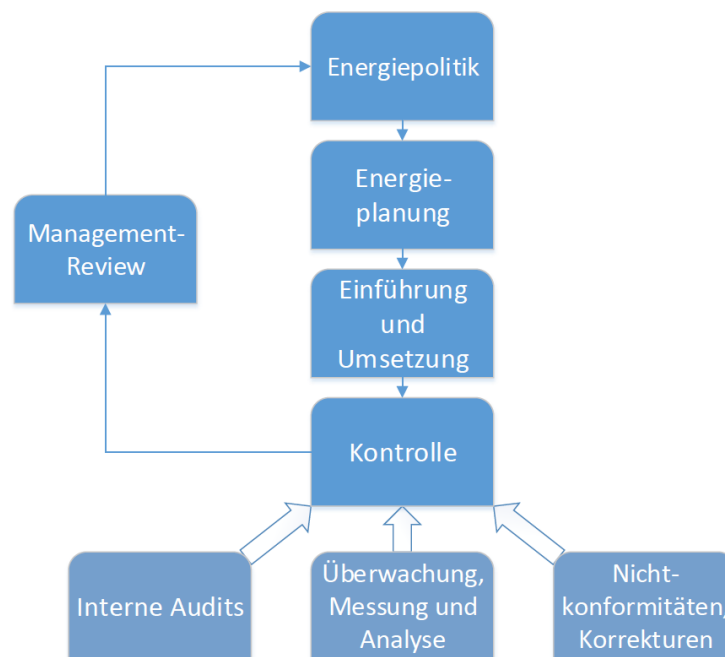 Energiepolitik
Energie-
planung
Management-
Review
Einführung
und
Umsetzung
Kontrolle
Interne Audits
Überwachung,
Messung und
Analyse
Nicht-
konformitäten,
Korrekturen